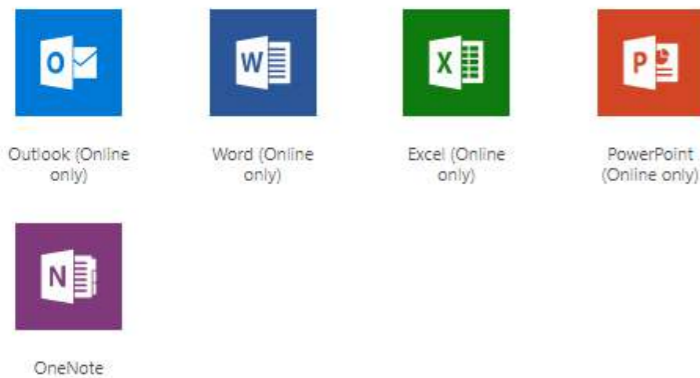 O
W
X
P
Outlook (Online
only)
Word (Online
only)
Excel (Online
only)
PowerPoint
(Online only)
N
OneNote